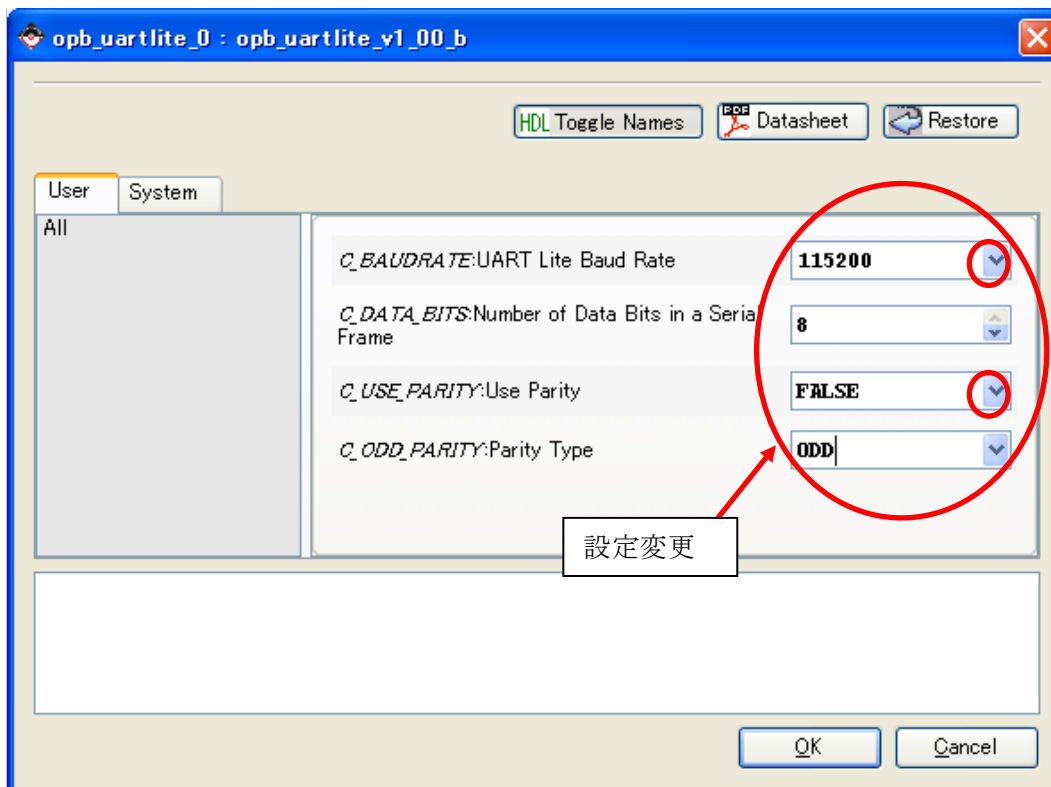 opb_uartlite_0 : opb_uartlite_v1_00_b
HDL Toggle Names
PDF Datasheet
Restore
User
System
All
C_BAUDRATE:UART Lite Baud Rate
115200
C_DATA_BITS:Number of Data Bits in a Serial
Frame
8
C_USE_PARITY:Use Parity
FALSE
C_ODD_PARITY:Parity Type
ODD
設定変更
OK
Cancel